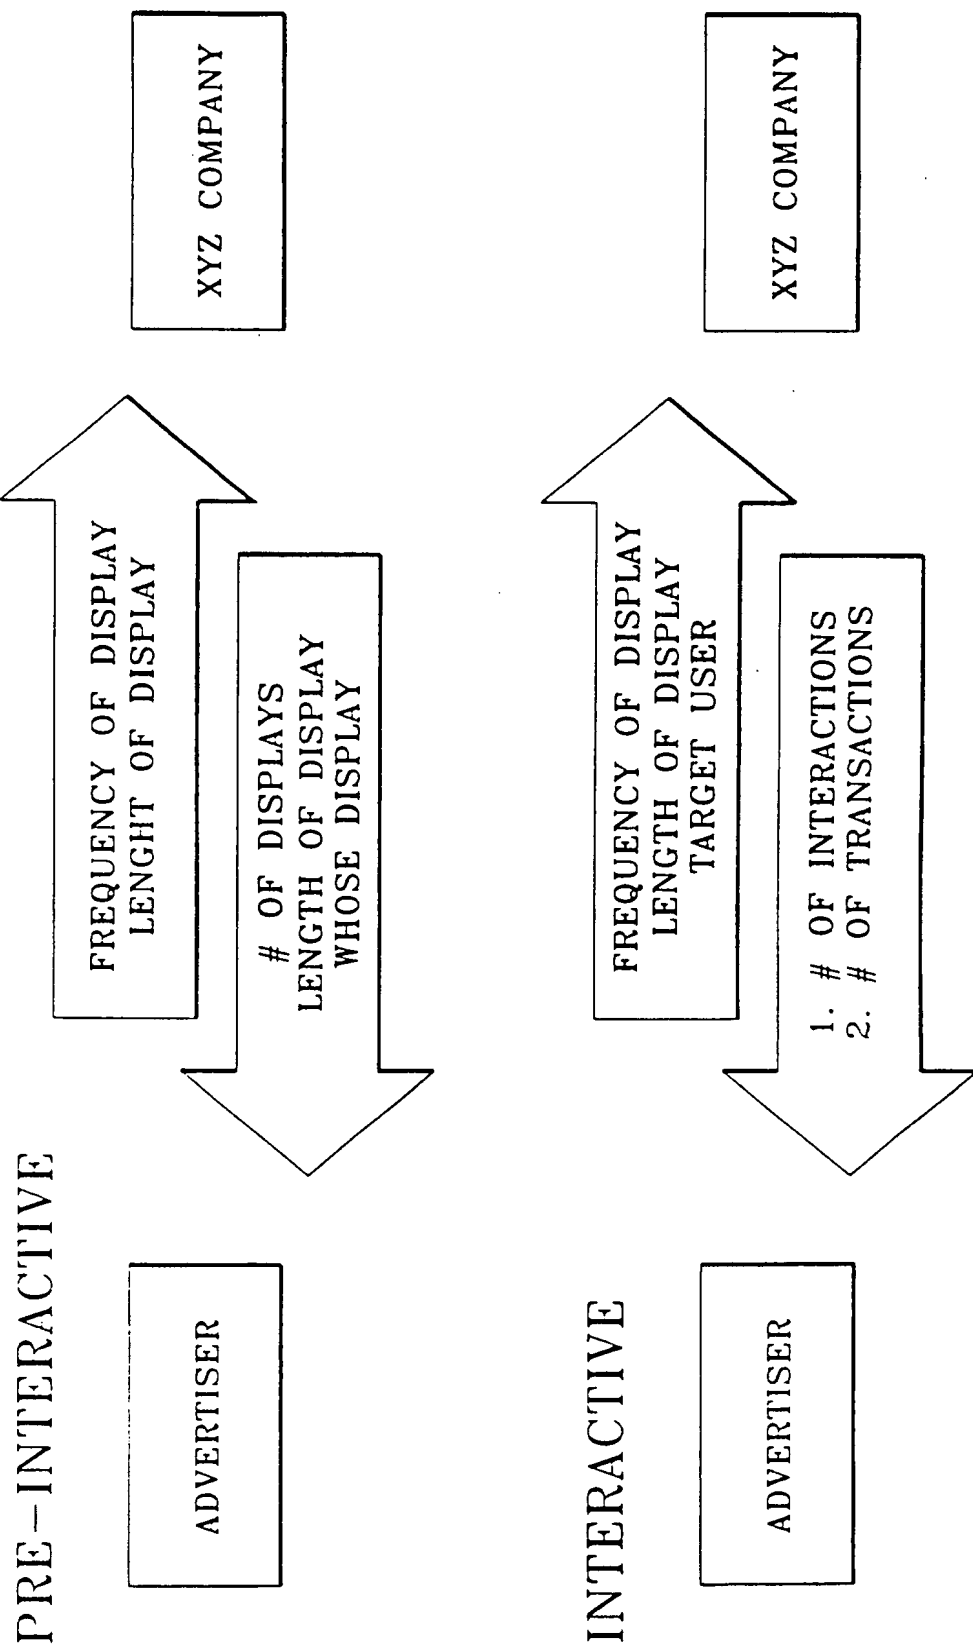 PRE-INTERACTIVE
ADVERTISER
FREQUENCY OF DISPLAY
LENGHT OF DISPLAY
# OF DISPLAYS
LENGTH OF DISPLAY
WHOSE DISPLAY
XYZ COMPANY
INTERACTIVE
ADVERTISER
FREQUENCY OF DISPLAY
LENGTH OF DISPLAY
TARGET USER
1. # OF INTERACTIONS
2. # OF TRANSACTIONS
XYZ COMPANY